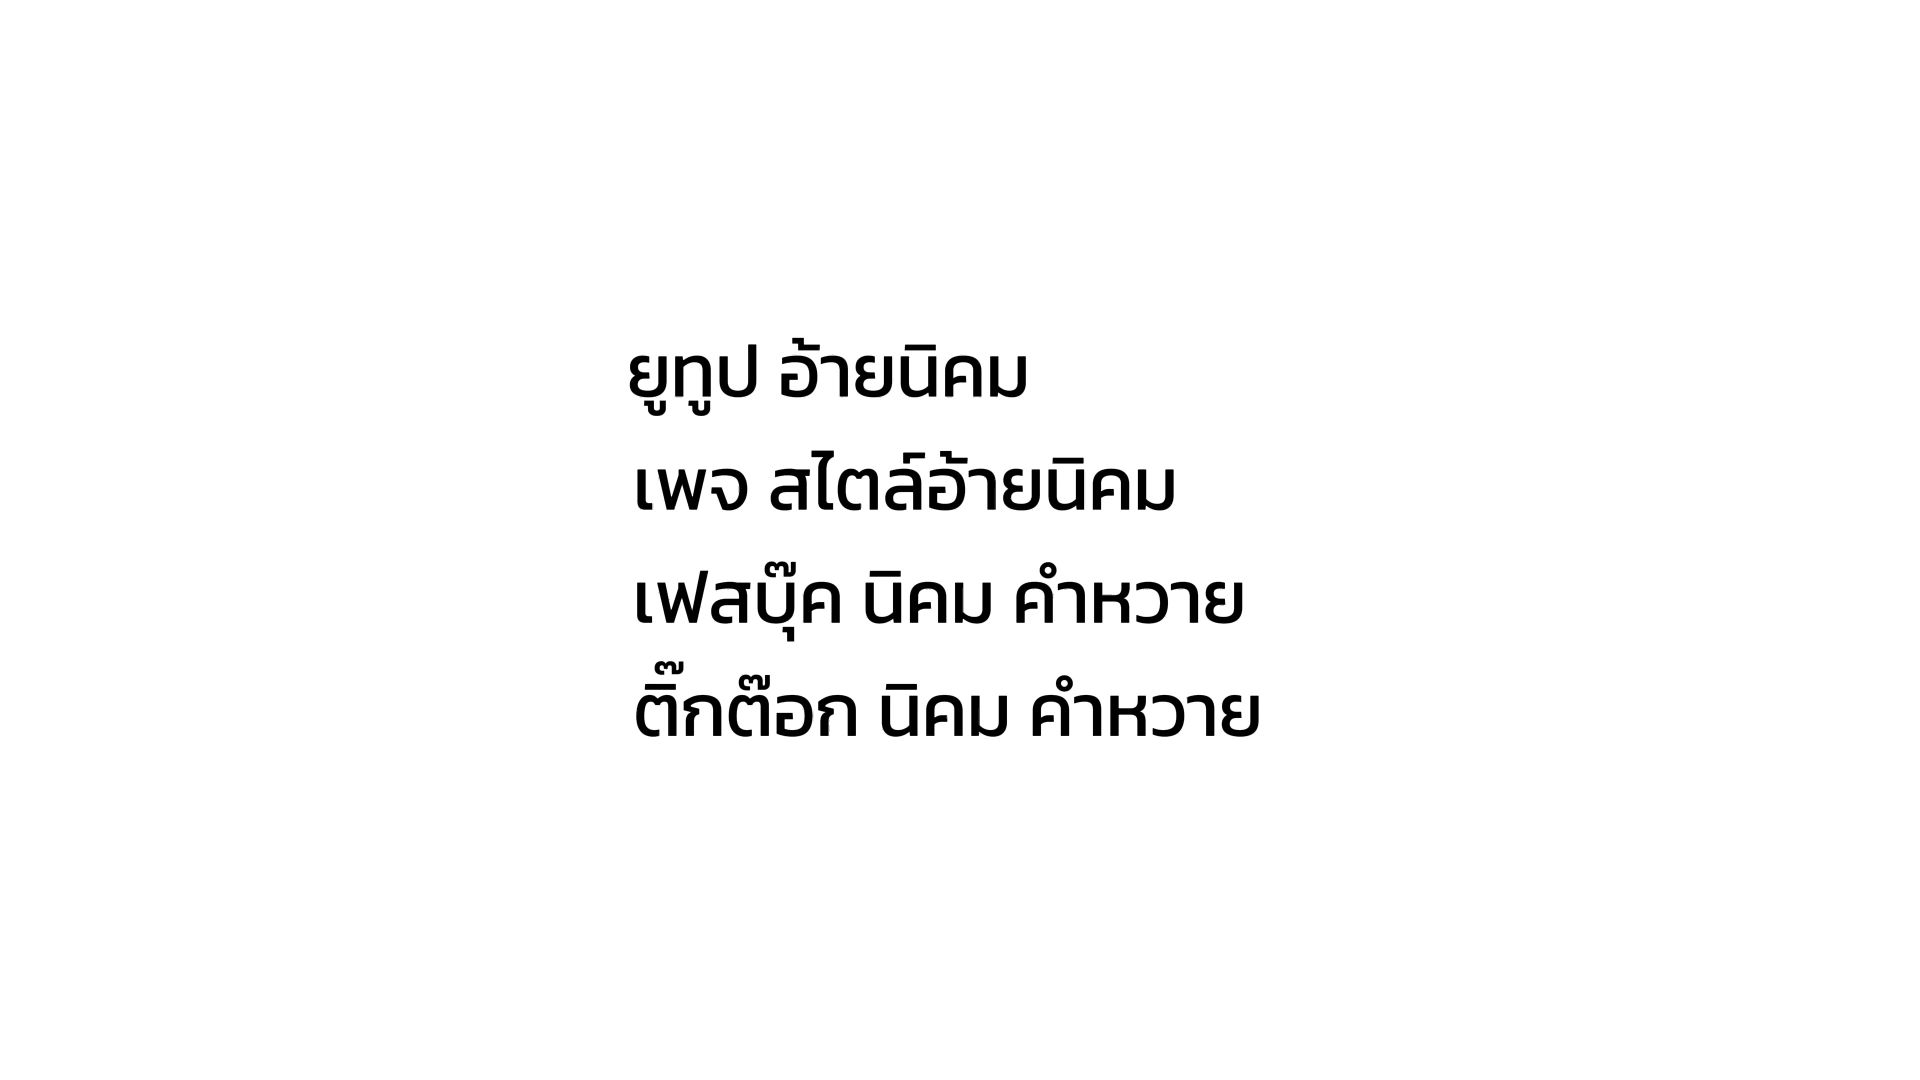 ยูทูป อ้ายนิคม
เพจ สไตล์อ้ายนิคม
เฟสบุ๊ค นิคม คำหวาย
ติ๊กต๊อก นิคม คำหวาย